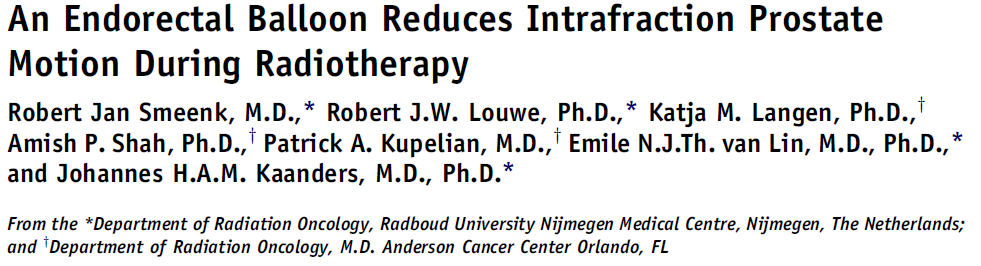 An Endorectal Balloon Reduces Intrafraction Prostate
Motion During Radiotherapy
Robert Jan Smeenk, M.D.,* Robert J.W. Louwe, Ph.D.,* Katja M. Langen, Ph.D.,†
Amish P. Shah, Ph.D.,† Patrick A. Kupelian, M.D.,† Emile N.J.Th. van Lin, M.D., Ph.D.,*
and Johannes H.A.M. Kaanders, M.D., Ph.D.*
From the *Department of Radiation Oncology, Radboud University Nijmegen Medical Centre, Nijmegen, The Netherlands;
and †Department of Radiation Oncology, M.D. Anderson Cancer Center Orlando, FL